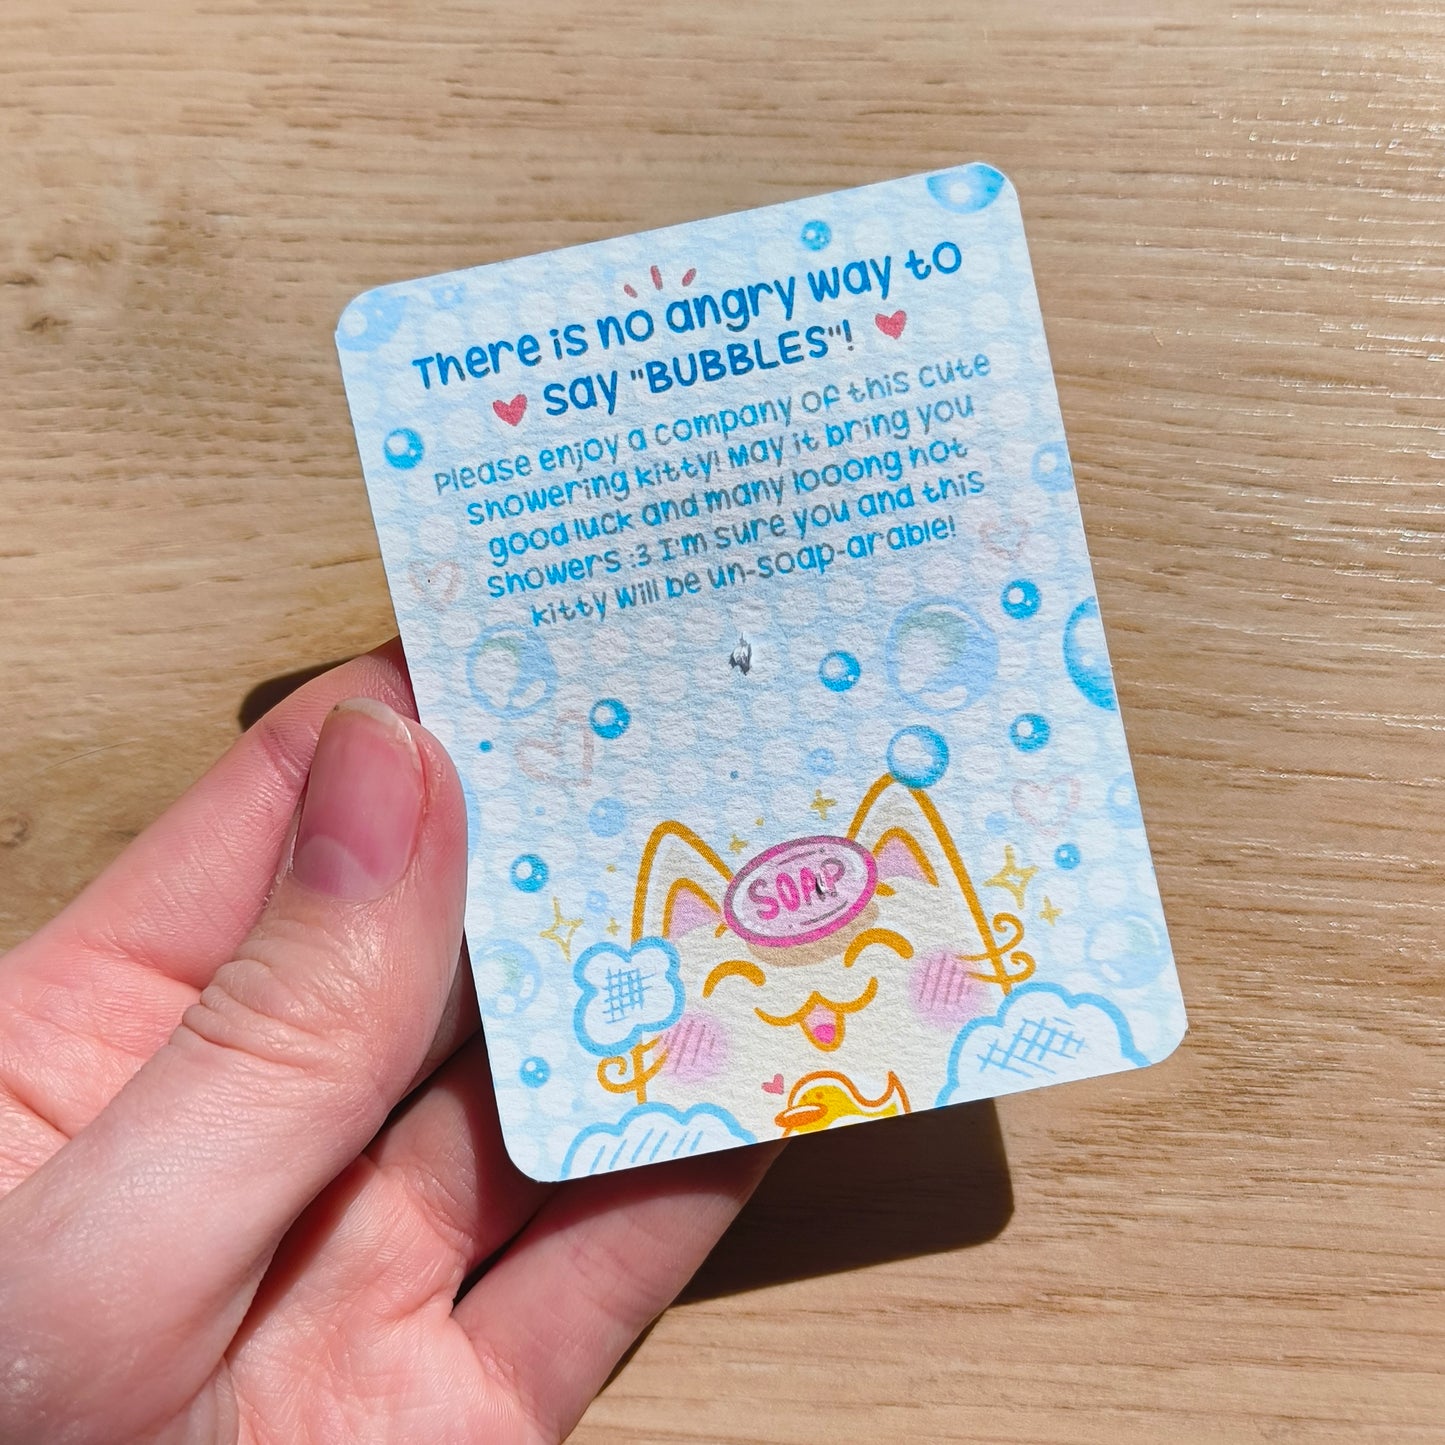 There is no angry way to
say "BUBBLES"!
Please enjoy a company of this cute
showering kitty! May it bring you
good luck and many looong hot
showers :3 I'm sure you and this
kitty will be un-soap-arable!
SOAP